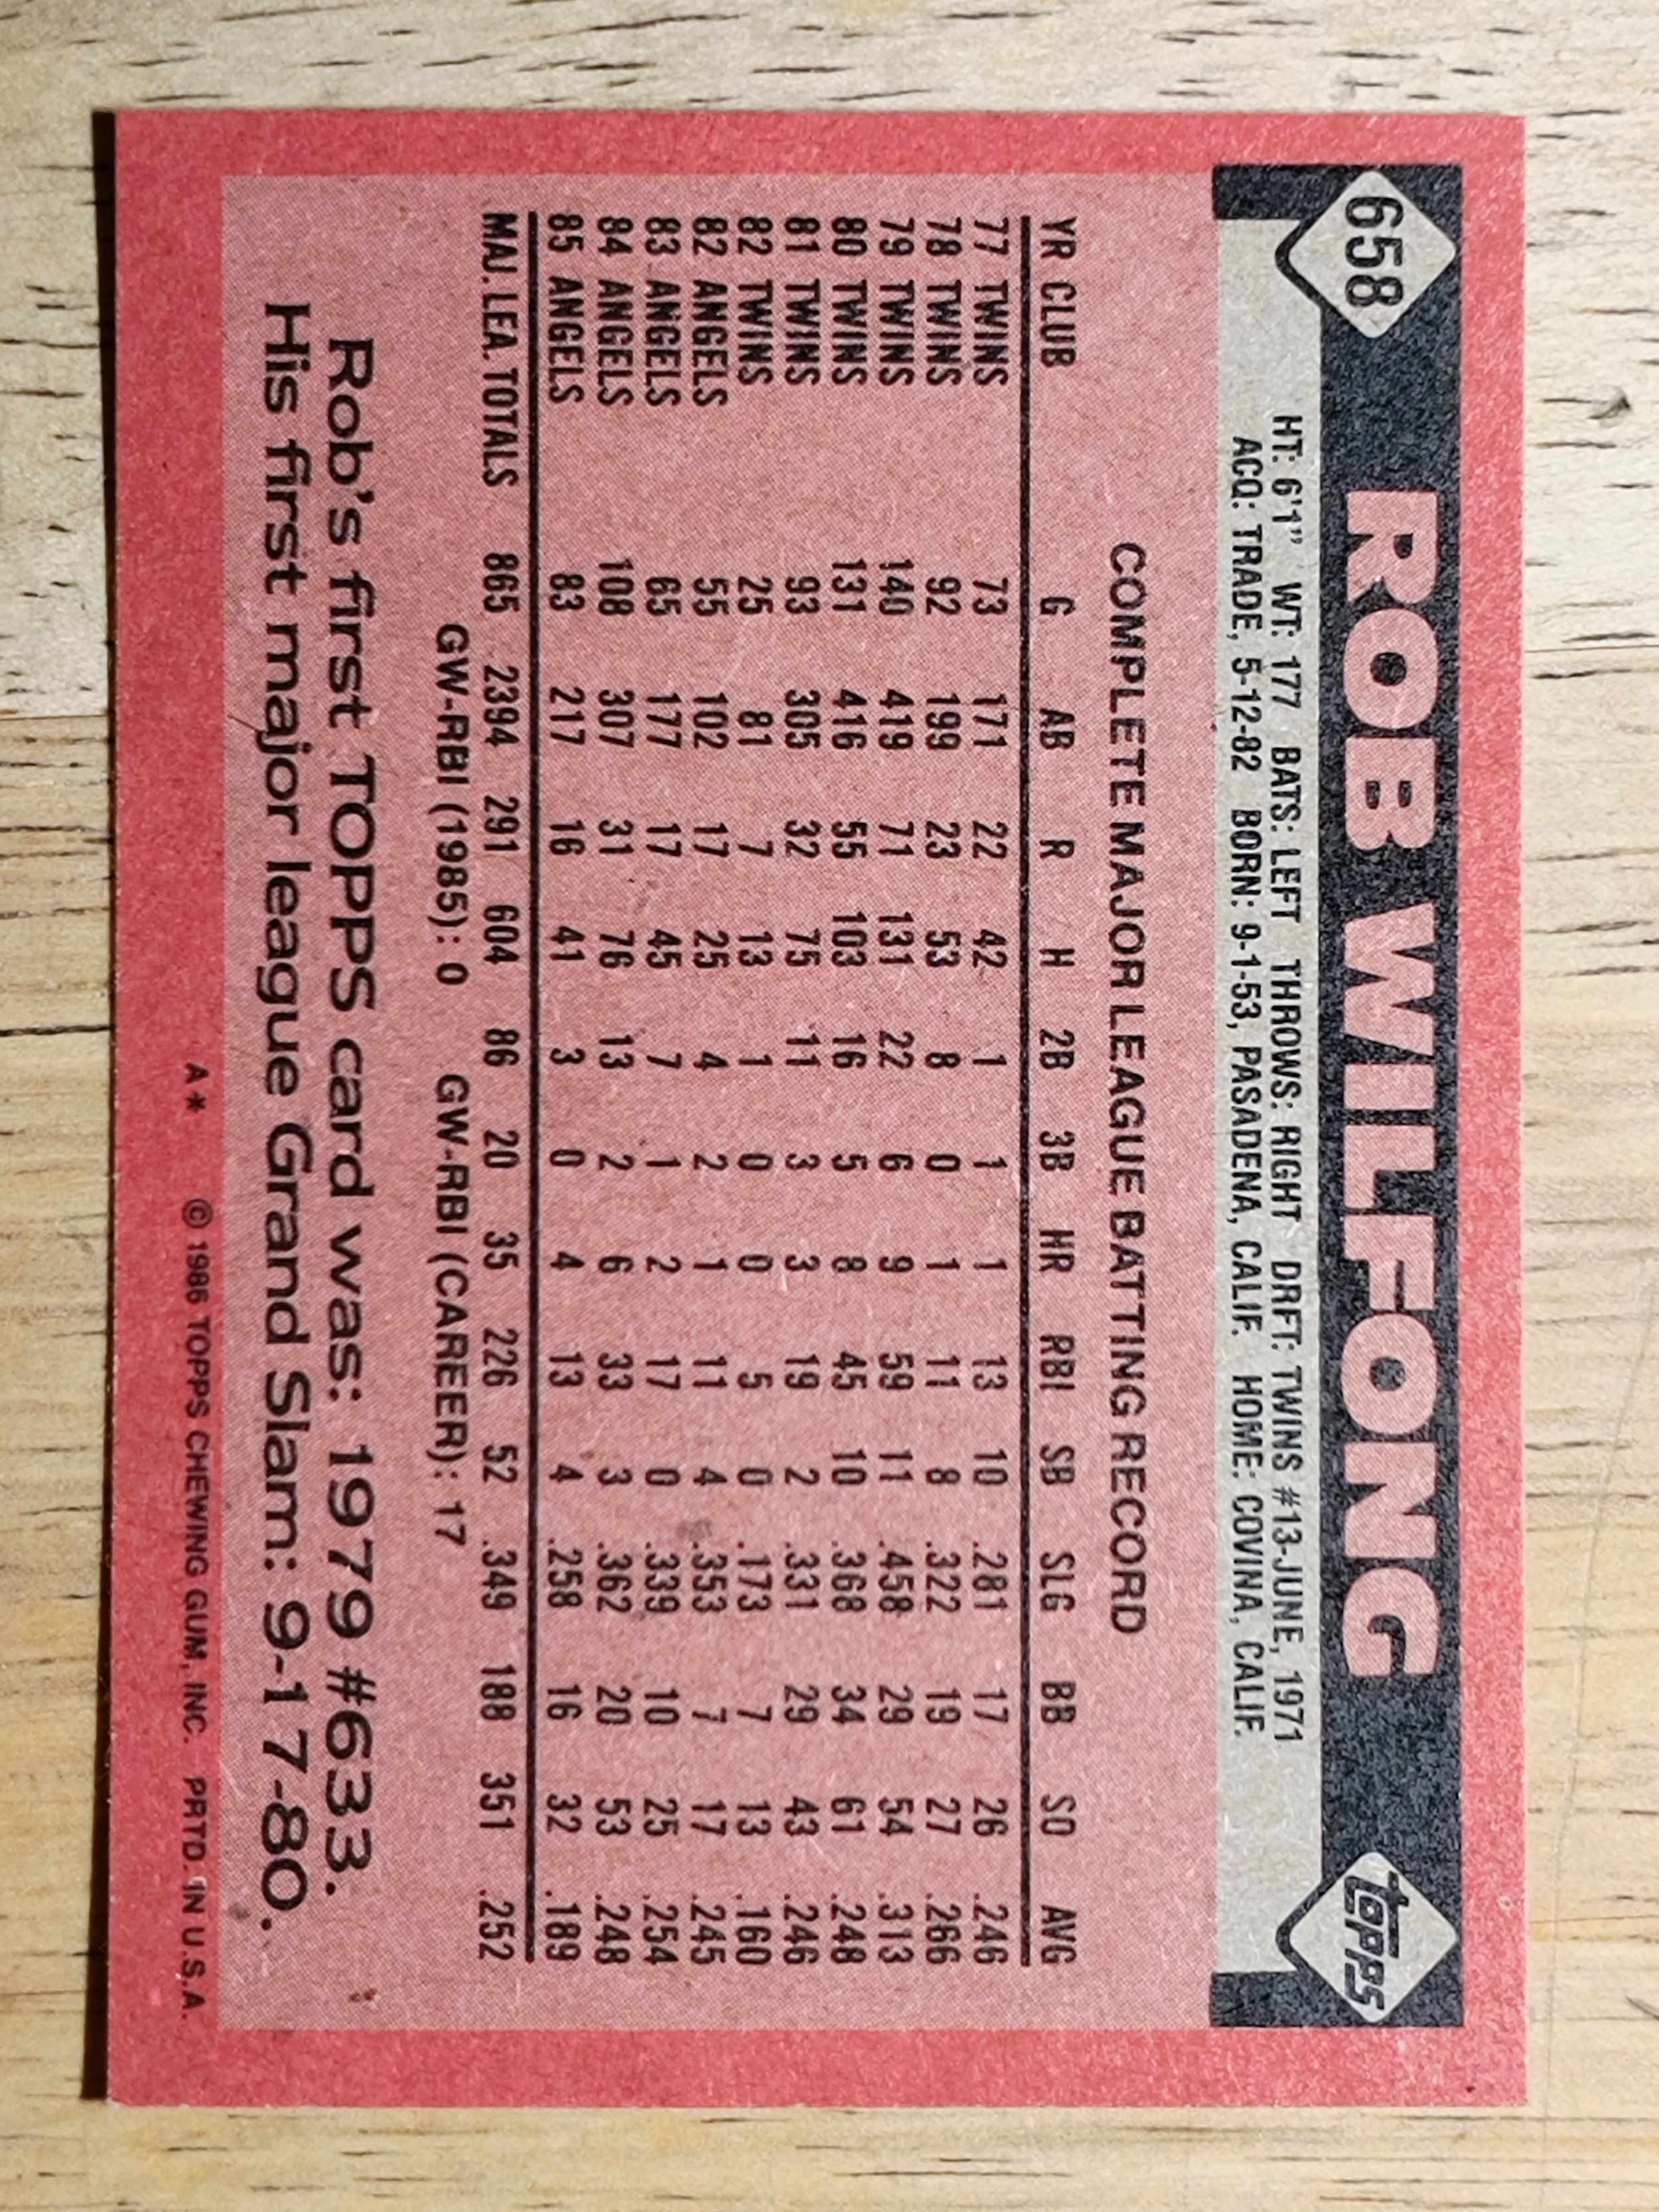 658 ROB WILFONG topps
HT: 6'1" WT: 177 BATS: LEFT THROWS: RIGHT DRFT: TWINS #13-JUNE, 1971
ACQ: TRADE, 5-12-82 BORN: 9-1-53, PASADENA, CALIF. HOME: COVINA, CALIF.
COMPLETE MAJOR LEAGUE BATTING RECORD
YR CLUB G AB R H 2B 3B HR RBI SB SLG BB SO AVG
77 TWINS 73 171 22 42 1 1 1 13 10 .281 17 26 .246
78 TWINS 92 199 23 53 8 0 1 11 8 .322 19 27 .266
79 TWINS 140 419 71 131 22 6 9 59 11 .458 29 54 .313
80 TWINS 131 416 55 103 16 5 8 45 10 .368 34 61 .248
81 TWINS 93 305 32 75 11 3 3 19 2 .331 29 43 .246
82 TWINS 25 81 7 13 1 0 0 5 0 .173 7 13 .160
82 ANGELS 55 102 17 25 4 2 1 11 4 .353 7 17 .245
83 ANGELS 65 177 17 45 7 1 2 17 0 .339 10 25 .254
84 ANGELS 108 307 31 76 13 2 6 33 3 .362 20 53 .248
85 ANGELS 83 217 16 41 3 0 4 13 4 .258 16 32 .189
MAJ. LEA. TOTALS 865 2394 291 604 86 20 35 226 52 .349 188 351 .252
GW-RBI (1985): 0 GW-RBI (CAREER): 17
Rob's first TOPPS card was: 1979 #633.
His first major league Grand Slam: 9-17-80.
A* © 1986 TOPPS CHEWING GUM, INC. PRTD. IN U.S.A.